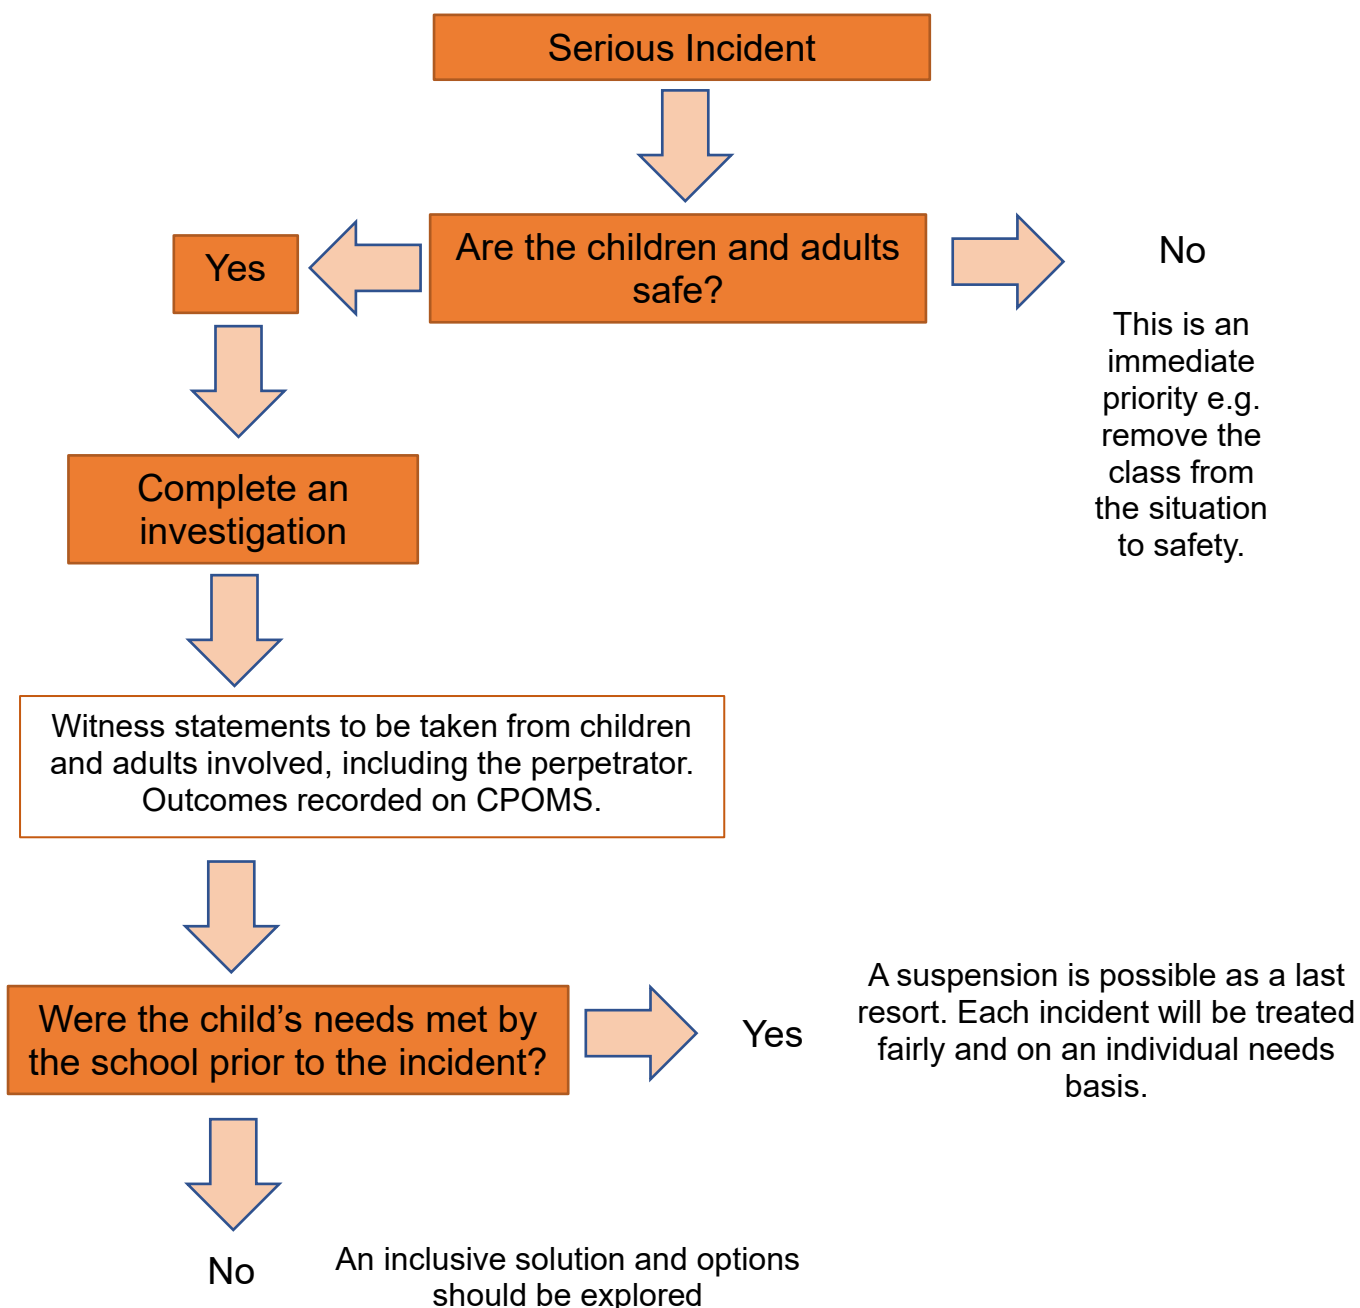 Serious Incident
Are the children and adults
safe?
Yes
No
This is an
immediate
priority e.g.
remove the
class from
the situation
to safety.
Complete an
investigation
Witness statements to be taken from children
and adults involved, including the perpetrator.
Outcomes recorded on CPOMS.
Were the child’s needs met by
the school prior to the incident?
Yes
A suspension is possible as a last
resort. Each incident will be treated
fairly and on an individual needs
basis.
No
An inclusive solution and options
should be explored